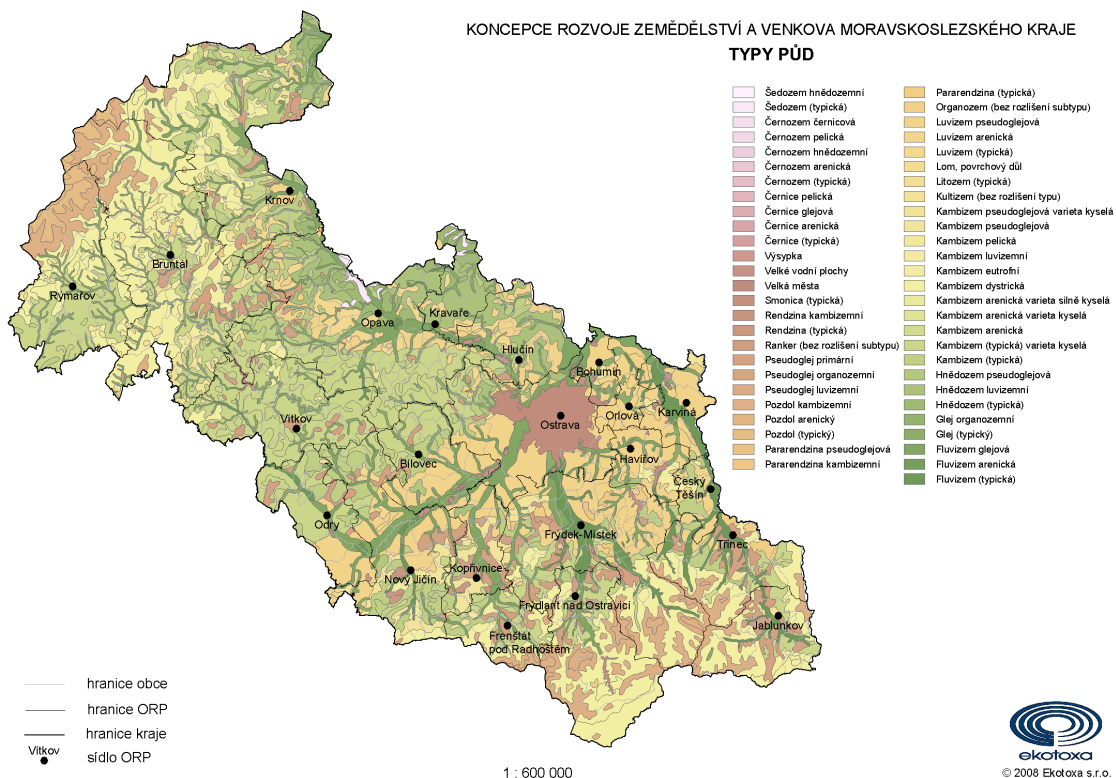 KONCEPCE ROZVOJE ZEMĚDĚLSTVÍ A VENKOVA MORAVSKOSLEZSKÉHO KRAJE
TYPY PŮD
Šedozem hnědozemní
Šedozem (typická)
Černozem černicová
Černozem pelická
Černozem hnědozemní
Černozem arenická
Černozem (typická)
Černice pelická
Černice glejová
Černice arenická
Černice (typická)
Výsypka
Velké vodní plochy
Velká města
Smonica (typická)
Rendzina kambizemní
Rendzina (typická)
Ranker (bez rozlišení subtypu)
Pseudoglej primární
Pseudoglej organozemní
Pseudoglej luvizemní
Pozdol kambizemní
Pozdol arenický
Pozdol (typický)
Pararendzina pseudoglejová
Pararendzina kambizemní
Pararendzina (typická)
Organozem (bez rozlišení subtypu)
Luvizem pseudoglejová
Luvizem arenická
Luvizem (typická)
Lom, povrchový důl
Litozem (typická)
Kultizem (bez rozlišení typu)
Kambizem pseudoglejová varieta kyselá
Kambizem pseudoglejová
Kambizem pelická
Kambizem luvizemní
Kambizem eutrofní
Kambizem dystrická
Kambizem arenická varieta silně kyselá
Kambizem arenická varieta kyselá
Kambizem arenická
Kambizem (typická) varieta kyselá
Kambizem (typická)
Hnědozem pseudoglejová
Hnědozem luvizemní
Hnědozem (typická)
Glej organozemní
Glej (typický)
Fluvizem glejová
Fluvizem arenická
Fluvizem (typická)
Krnov
Bruntál
Rýmařov
Opava
Kravaře
Hlučín
Bohumín
Orlová
Karviná
Ostrava
Vítkov
Bílovec
Havířov
Český
Těšín
Odry
Frýdek-Místek
Třinec
Nový Jičín
Kopřivnice
Frýdlant nad Ostravicí
Jablunkov
Frenštát
pod Radhoštěm
hranice obce
hranice ORP
hranice kraje
Vítkov
sídlo ORP
1 : 600 000
ekotoxa
© 2008 Ekotoxa s.r.o.